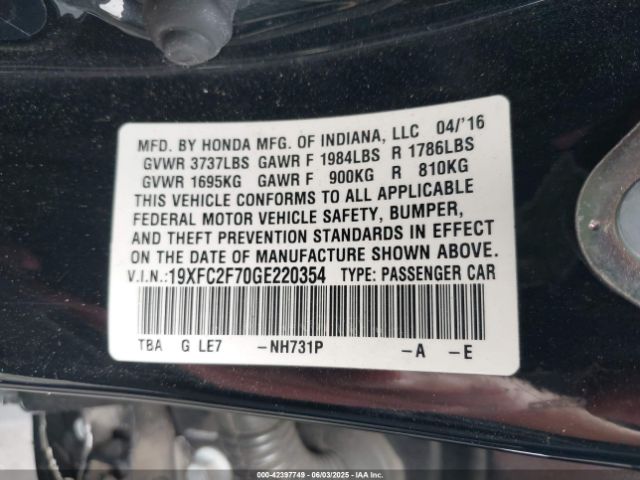 MFD. BY HONDA MFG. OF INDIANA, LLC 04/'16
GVWR 3737LBS GAWR F 1984LBS R 1786LBS
GVWR 1695KG GAWR F 900KG R 810KG
THIS VEHICLE CONFORMS TO ALL APPLICABLE
FEDERAL MOTOR VEHICLE SAFETY, BUMPER,
AND THEFT PREVENTION STANDARDS IN EFFECT
ON THE DATE OF MANUFACTURE SHOWN ABOVE.
V.I.N.:19XFC2F70GE220354 TYPE: PASSENGER CAR
TBA G LE7 -NH731P -A -E
000-42397749 - 06/03/2025 - IAA Inc.